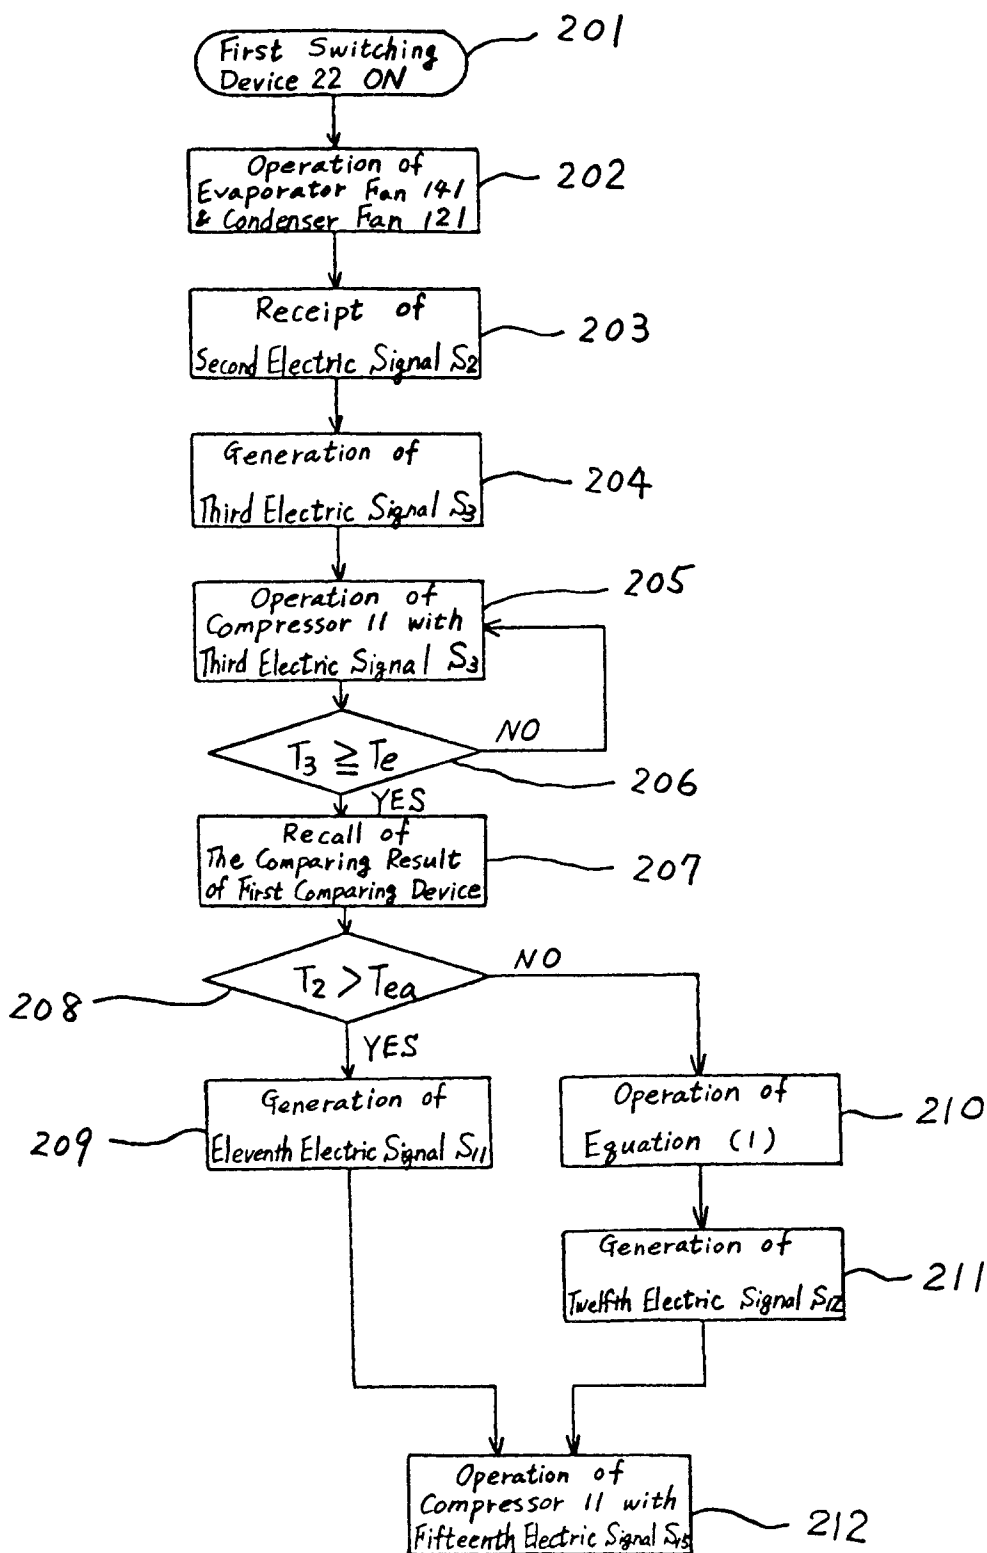 First Switching
Device 22 ON
201
Operation of
Evaporator Fan 141
& Condenser Fan 121
202
Receipt of
Second Electric Signal S2
203
Generation of
Third Electric Signal S3
204
Operation of
Compressor 11 with
Third Electric Signal S3
205
T3 ≧ Te
NO
206
YES
Recall of
The Comparing Result
of First Comparing Device
207
T2 > Tea
NO
208
YES
Generation of
Eleventh Electric Signal S11
209
Operation of
Equation (1)
210
Generation of
Twelfth Electric Signal S12
211
Operation of
Compressor 11 with
Fifteenth Electric Signal S15
212